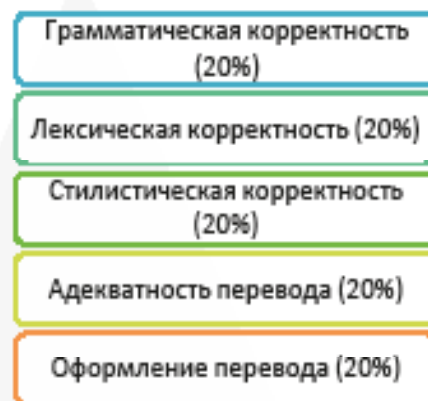 Грамматическая корректность
(20%)
Лексическая корректность (20%)
Стилистическая корректность
(20%)
Адекватность перевода (20%)
Оформление перевода (20%)